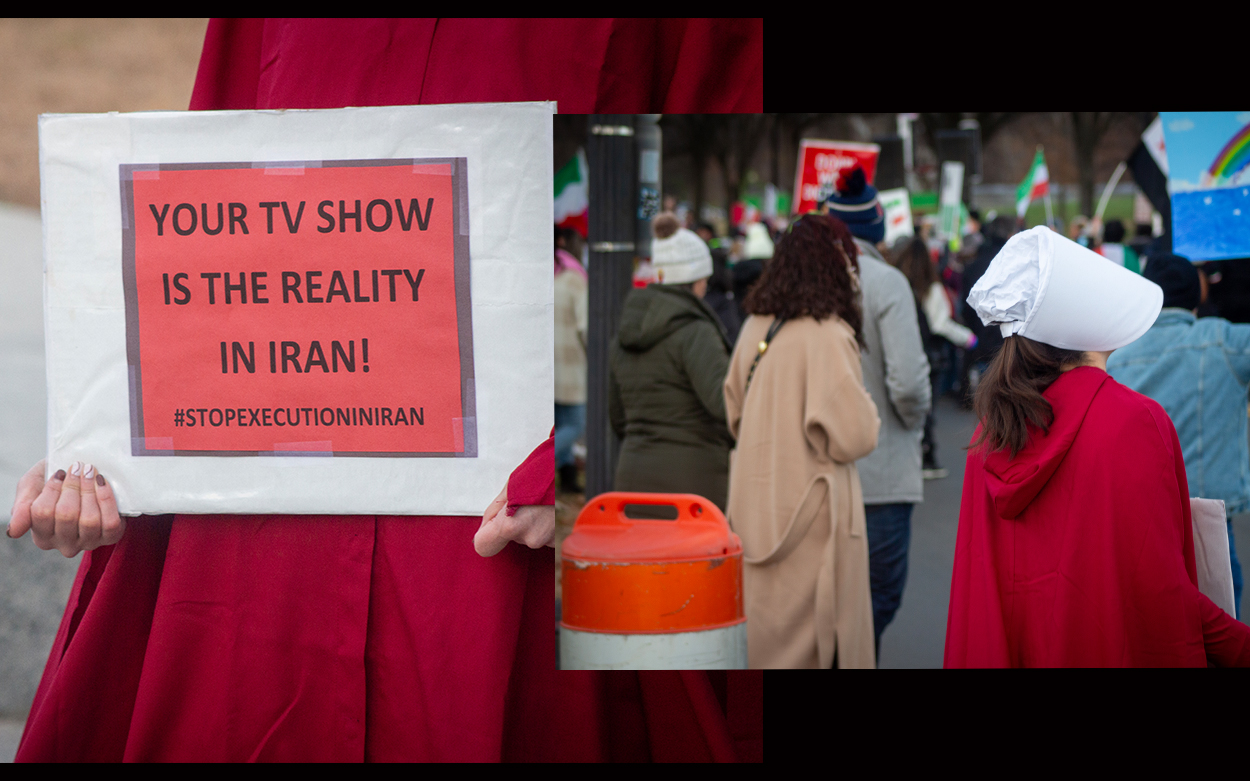 YOUR TV SHOW
IS THE REALITY
IN IRAN!
#STOPEXECUTIONINIRAN